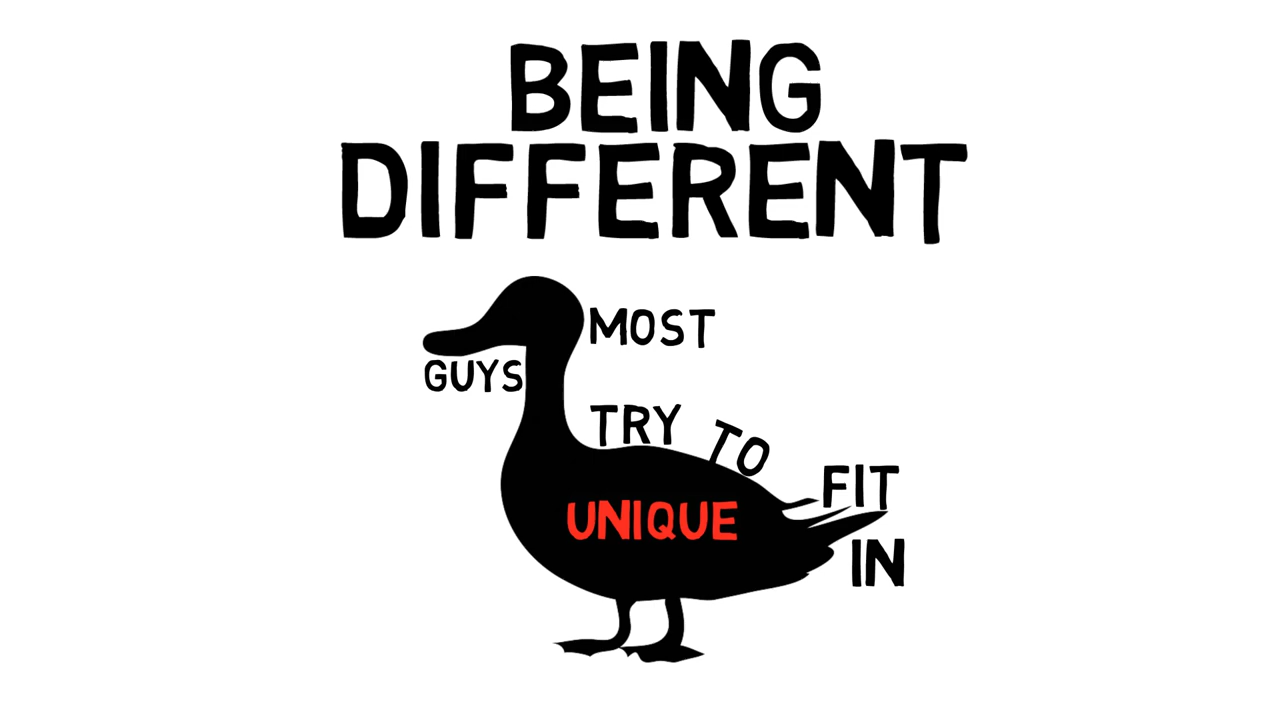 BEING
DIFFERENT
MOST
GUYS
TRY TO
FIT
UNIQUE
IN